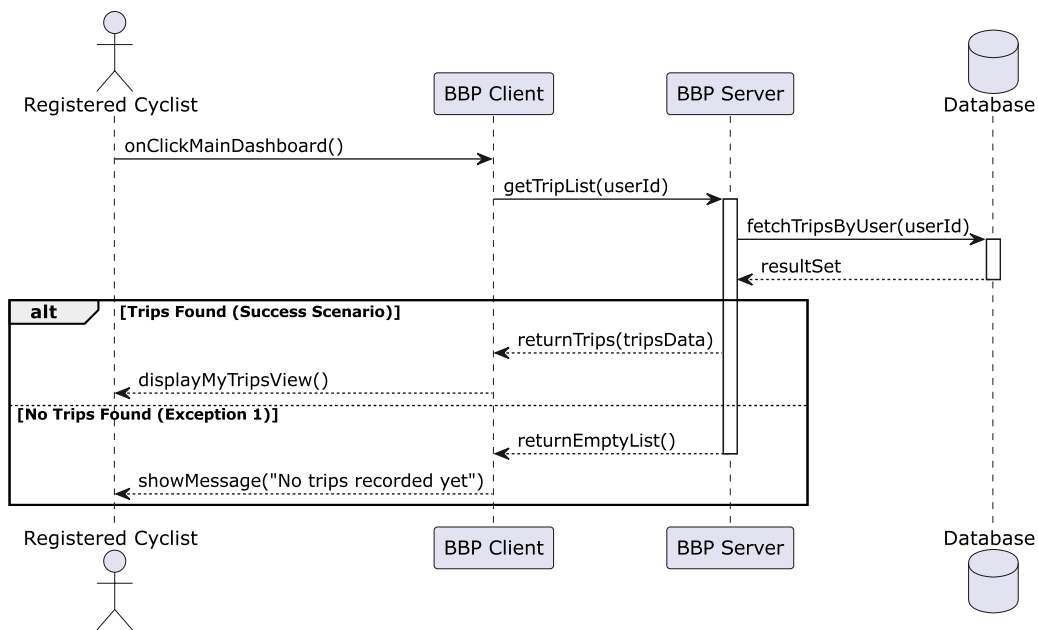 Registered Cyclist
BBP Client
BBP Server
Database
onClickMainDashboard()
getTripList(userId)
fetchTripsByUser(userId)
resultSet
alt
[Trips Found (Success Scenario)]
returnTrips(tripsData)
displayMyTripsView()
[No Trips Found (Exception 1)]
returnEmptyList()
showMessage("No trips recorded yet")
Registered Cyclist
BBP Client
BBP Server
Database